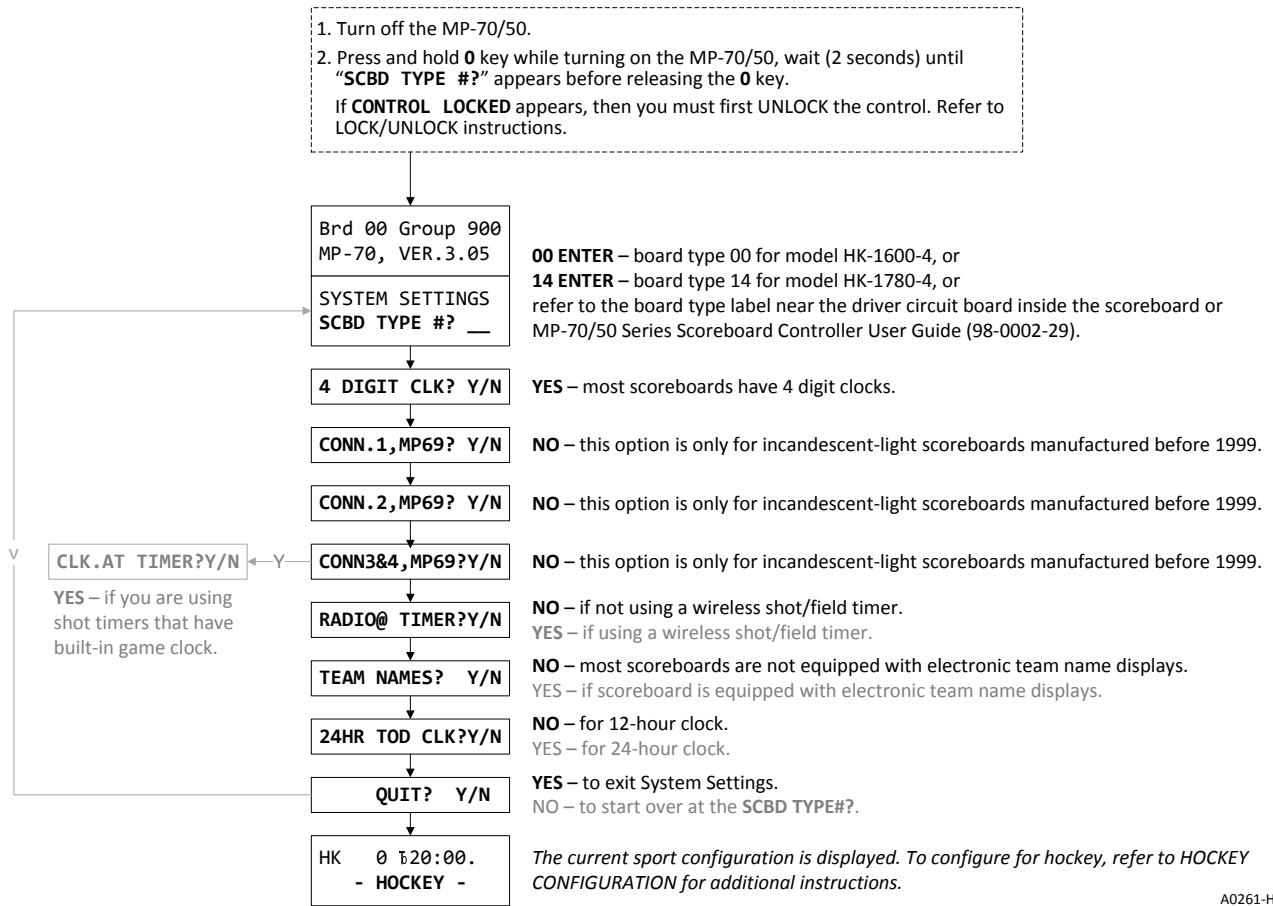 1. Turn off the MP-70/50.
2. Press and hold 0 key while turning on the MP-70/50, wait (2 seconds) until
“SCBD TYPE #?” appears before releasing the 0 key.
If CONTROL LOCKED appears, then you must first UNLOCK the control. Refer to
LOCK/UNLOCK instructions.
Brd 00 Group 900
MP-70, VER.3.05
SYSTEM SETTINGS
SCBD TYPE #? __
00 ENTER – board type 00 for model HK-1600-4, or
14 ENTER – board type 14 for model HK-1780-4, or
refer to the board type label near the driver circuit board inside the scoreboard or
MP-70/50 Series Scoreboard Controller User Guide (98-0002-29).
4 DIGIT CLK? Y/N
YES – most scoreboards have 4 digit clocks.
CONN.1,MP69? Y/N
NO – this option is only for incandescent-light scoreboards manufactured before 1999.
CONN.2,MP69? Y/N
NO – this option is only for incandescent-light scoreboards manufactured before 1999.
CONN3&4,MP69?Y/N
NO – this option is only for incandescent-light scoreboards manufactured before 1999.
Y
CLK.AT TIMER?Y/N
YES – if you are using
shot timers that have
built-in game clock.
RADIO@ TIMER?Y/N
NO – if not using a wireless shot/field timer.
YES – if using a wireless shot/field timer.
TEAM NAMES? Y/N
NO – most scoreboards are not equipped with electronic team name displays.
YES – if scoreboard is equipped with electronic team name displays.
24HR TOD CLK?Y/N
NO – for 12-hour clock.
YES – for 24-hour clock.
QUIT? Y/N
YES – to exit System Settings.
NO – to start over at the SCBD TYPE#?.
HK 0 20:00.
- HOCKEY -
The current sport configuration is displayed. To configure for hockey, refer to HOCKEY
CONFIGURATION for additional instructions.
A0261-H